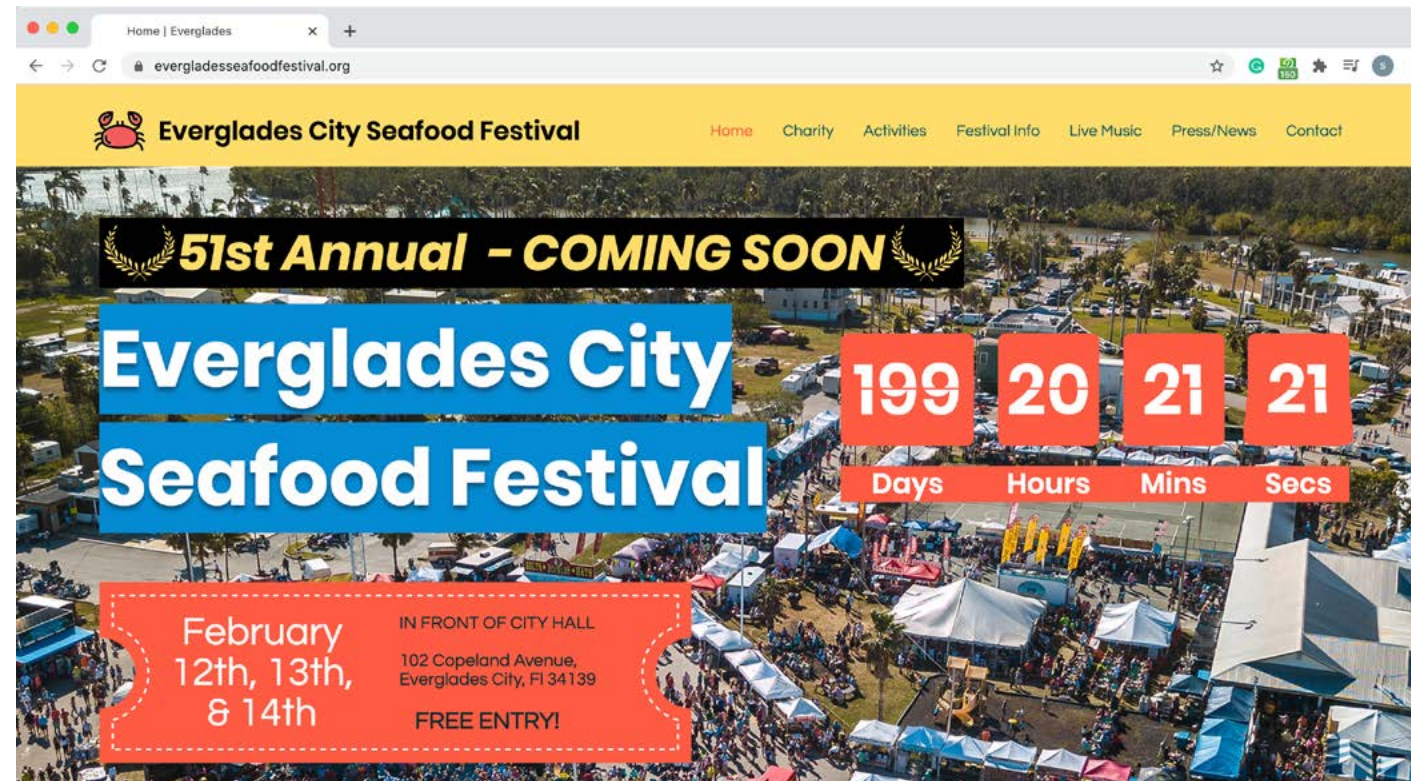 Home | Everglades
evergladesseafoodfestival.org
150
S
Everglades City Seafood Festival
Home Charity Activities Festival Info Live Music Press/News Contact
51st Annual - COMING SOON
Everglades City
Seafood Festival
199 20 21 21
Days Hours Mins Secs
February
12th, 13th,
& 14th
IN FRONT OF CITY HALL
102 Copeland Avenue,
Everglades City, Fl 34139
FREE ENTRY!